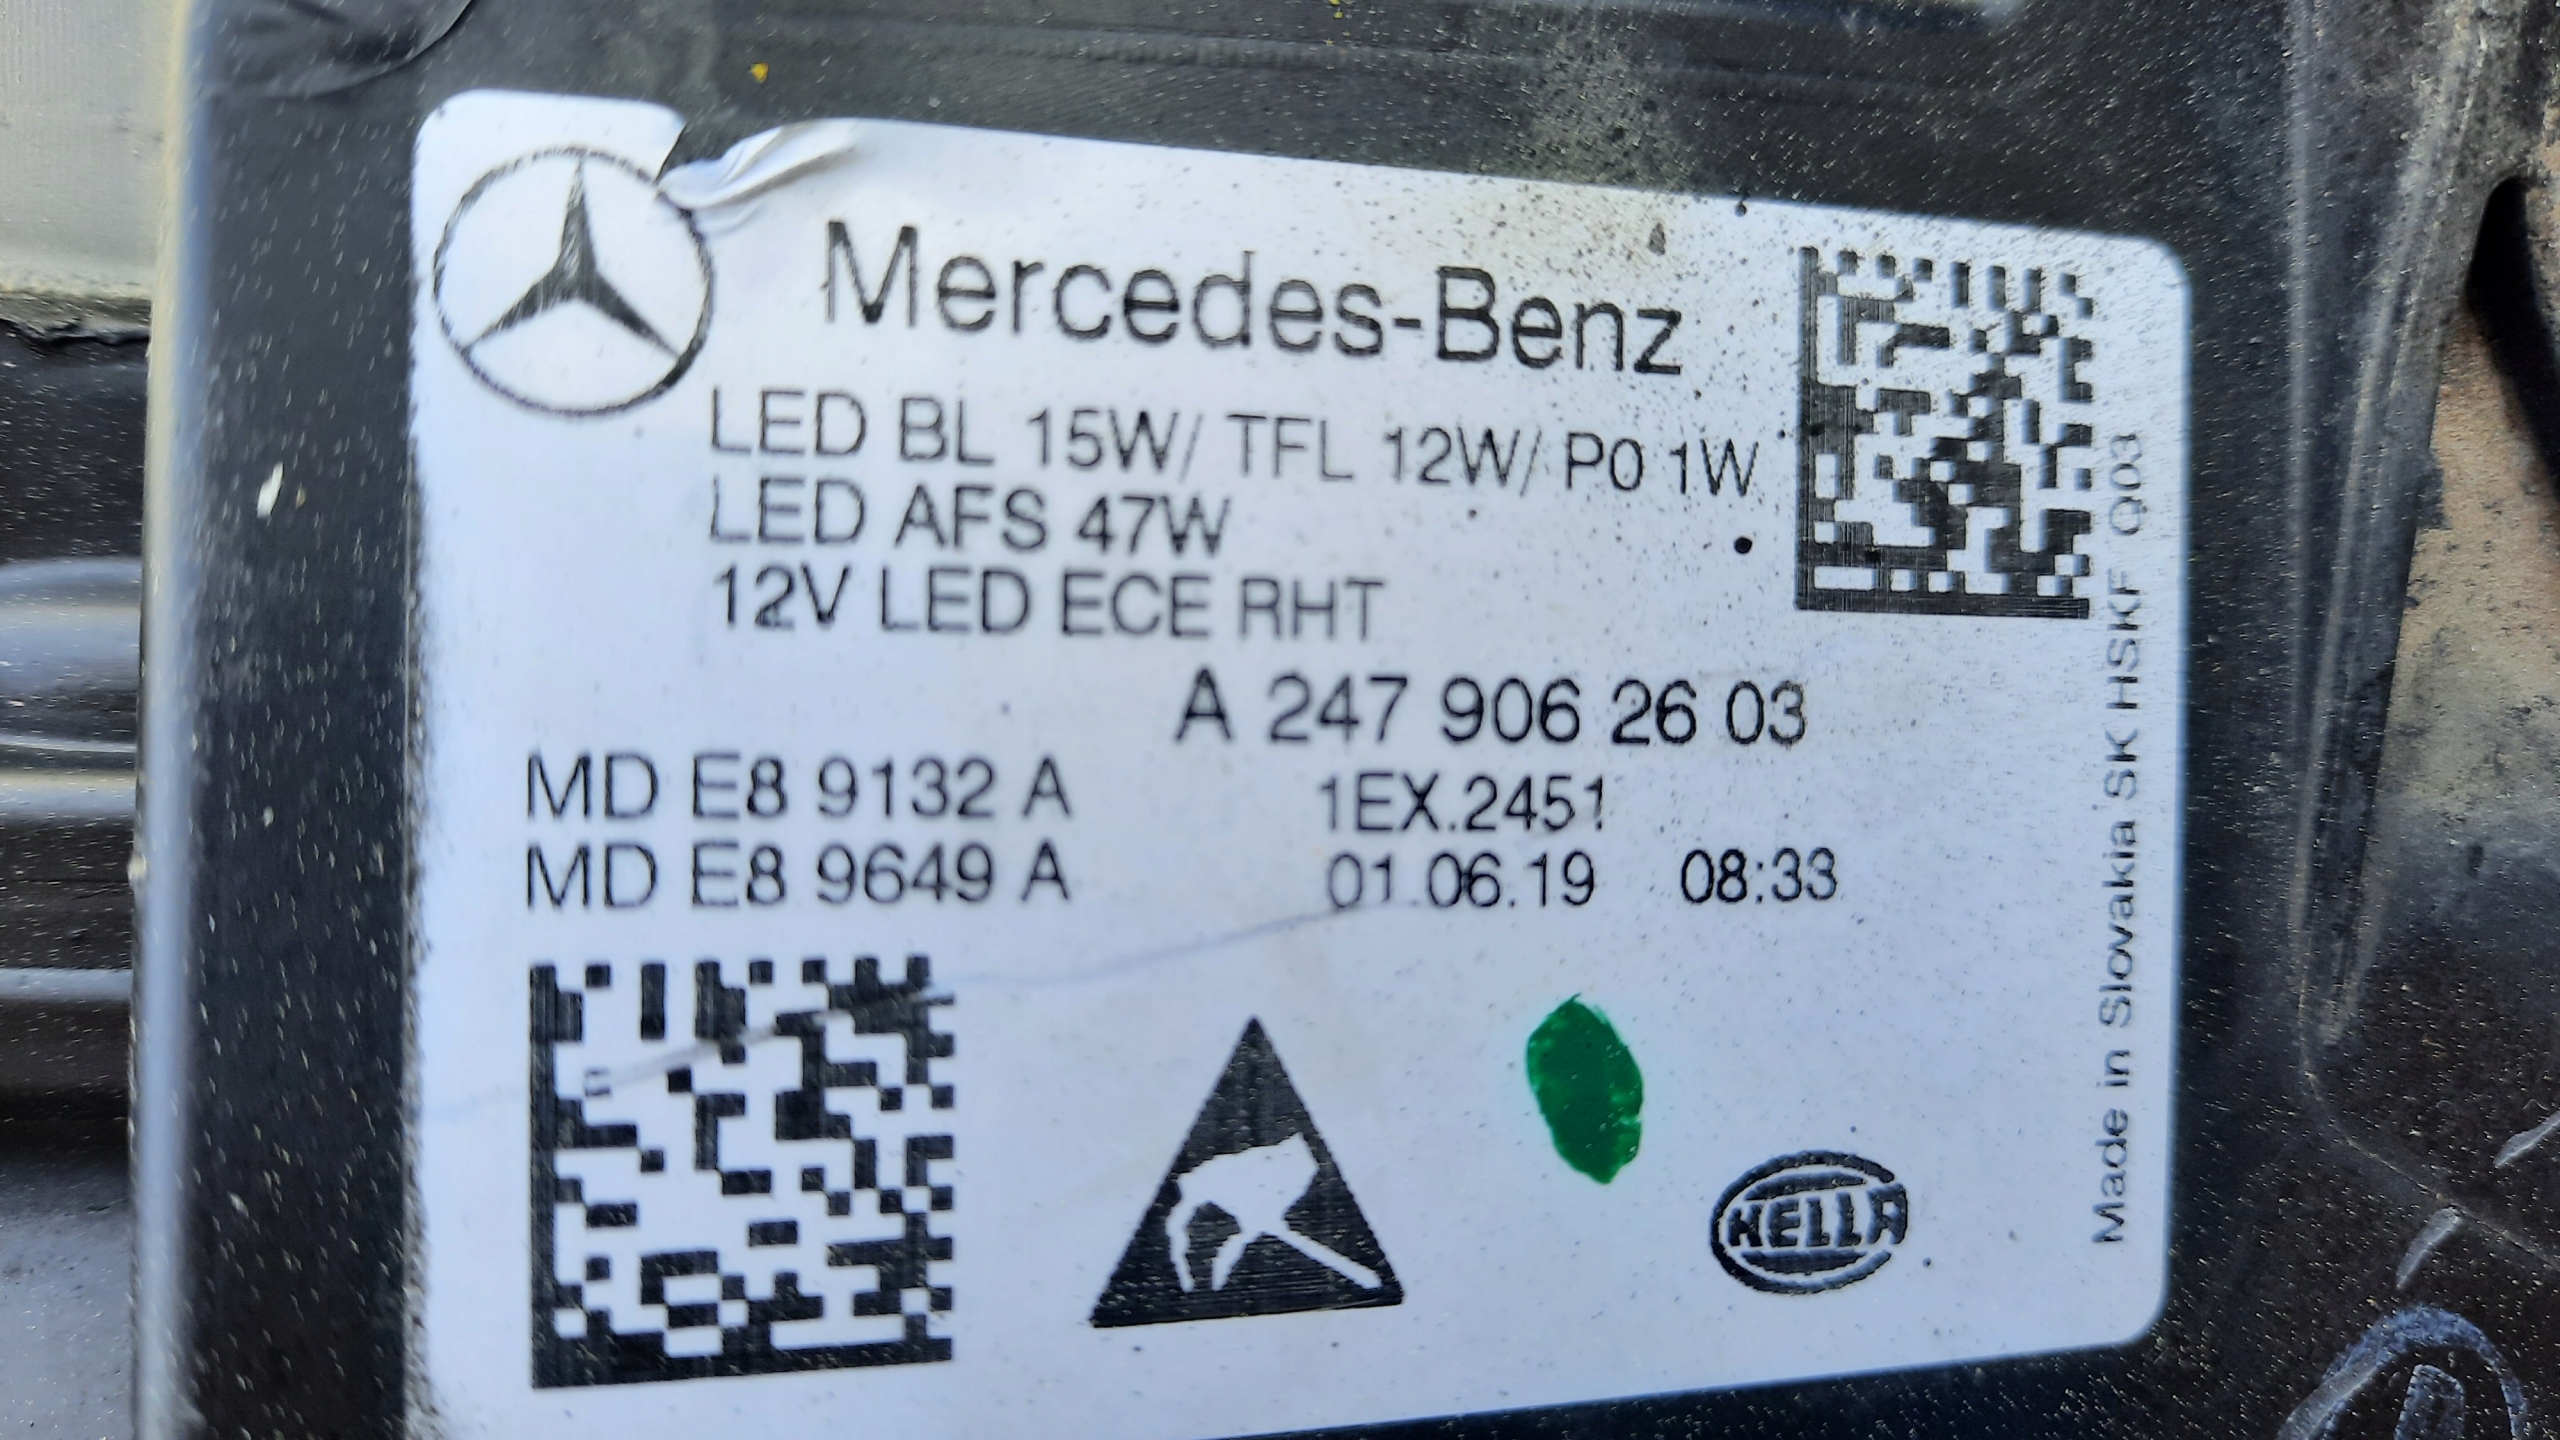 Mercedes-Benz
LED BL 15W/ TFL 12W/ P0 1W
LED AFS 47W
12V LED ECE RHT
A 247 906 26 03
MD E8 9132 A 1EX.2451
MD E8 9649 A 01.06.19 08:33
HELLA
Made in Slovakia SK HSKF Q03